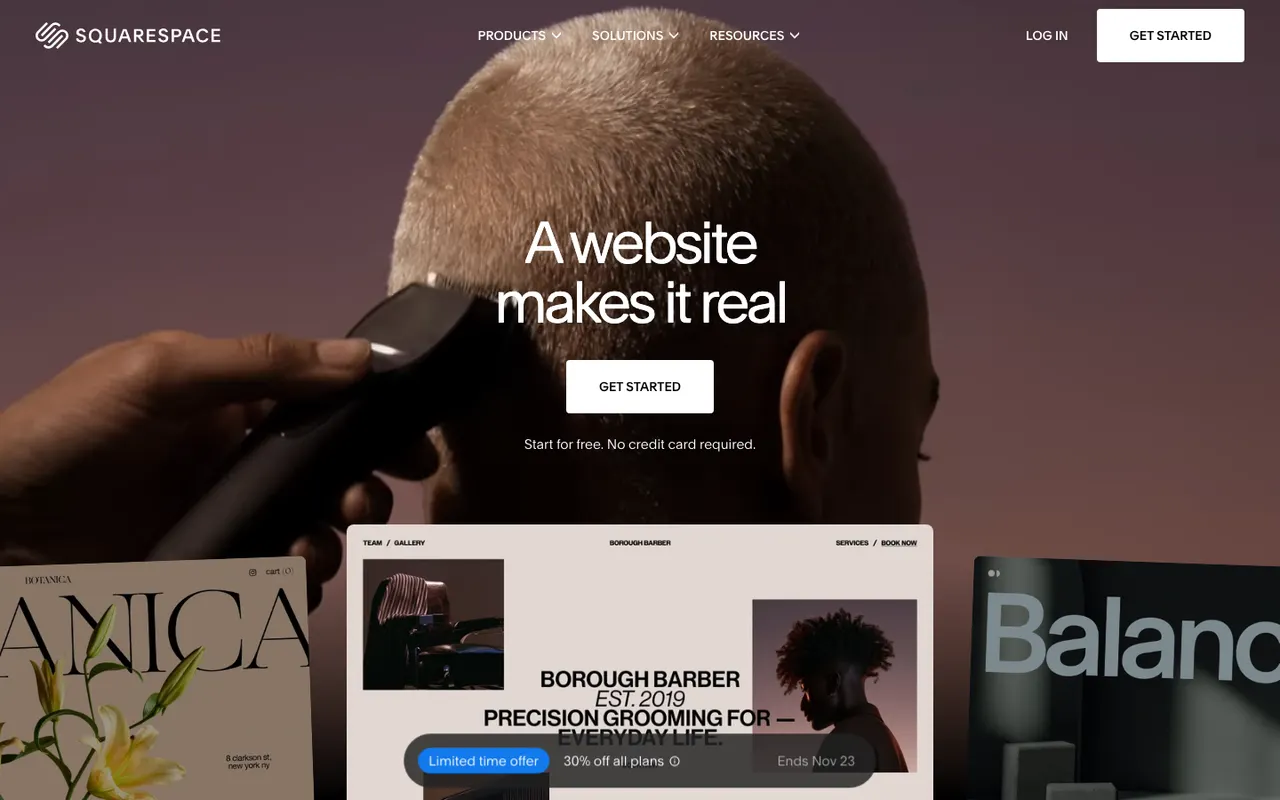 SQUARESPACE
PRODUCTS
SOLUTIONS
RESOURCES
LOG IN
GET STARTED
A website
makes it real
GET STARTED
Start for free. No credit card required.
BOTANICA
cart (0)
ANICA
8 clarkson st,
new york ny
TEAM / GALLERY
BOROUGH BARBER
SERVICES / BOOK NOW
BOROUGH BARBER
EST. 2019
PRECISION GROOMING FOR —
EVERYDAY LIFE.
Balanc
Limited time offer
30% off all plans
Ends Nov 23